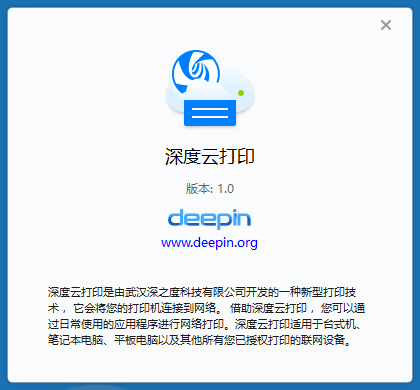 深度云打印
版本: 1.0
deepin
www.deepin.org
深度云打印是由武汉深之度科技有限公司开发的一种新型打印技
术， 它会将您的打印机连接到网络。 借助深度云打印， 您可以通
过日常使用的应用程序进行网络打印。深度云打印适用于台式机、
笔记本电脑、平板电脑以及其他所有您已授权打印的联网设备。